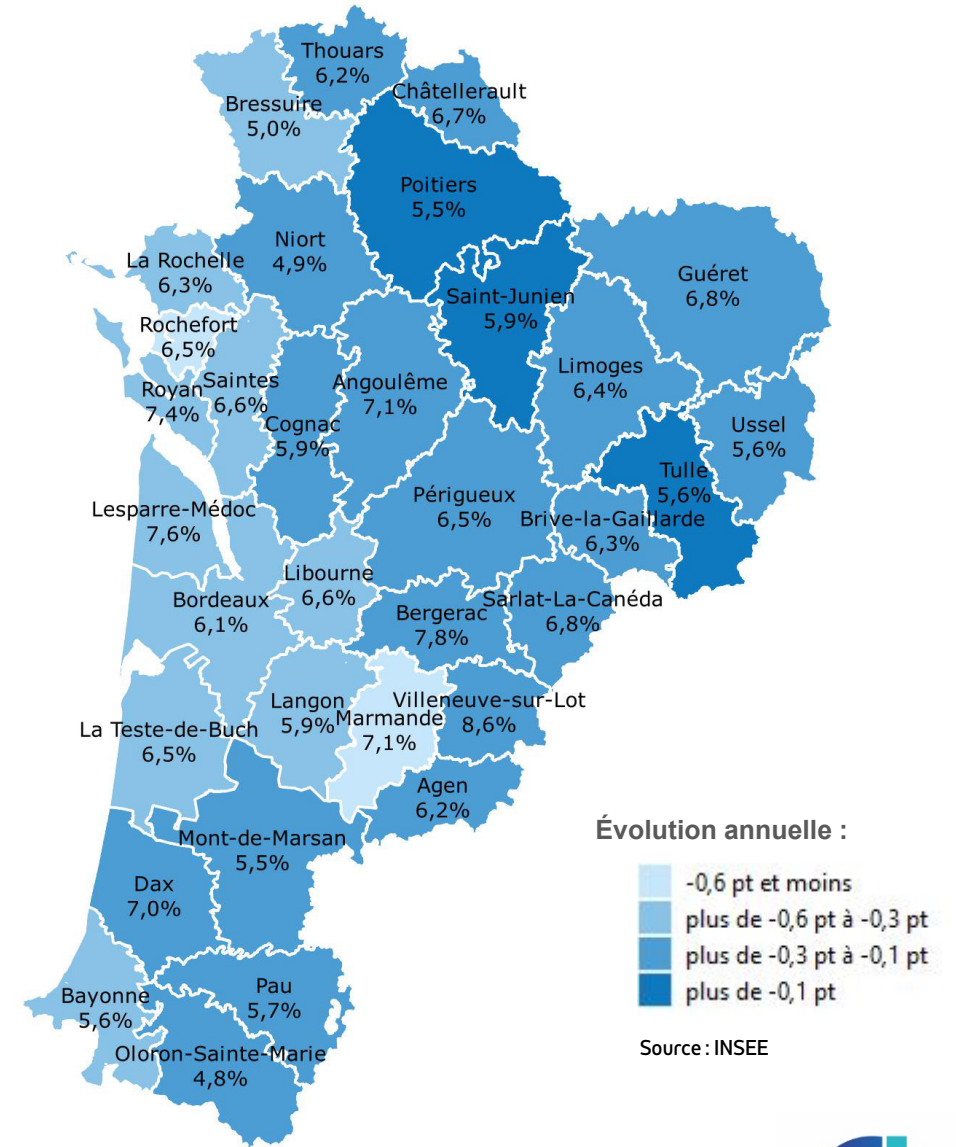 Thouars
6,2%
Châtellerault
6,7%
Bressuire
5,0%
Poitiers
5,5%
Niort
4,9%
La Rochelle
6,3%
Guéret
6,8%
Saint-Junien
5,9%
Rochefort
6,5%
Limoges
6,4%
Royan
7,4%
Saintes
6,6%
Angoulême
7,1%
Cognac
5,9%
Ussel
5,6%
Tulle
5,6%
Périgueux
6,5%
Lesparre-Médoc
7,6%
Brive-la-Gaillarde
6,3%
Libourne
6,6%
Bordeaux
6,1%
Bergerac
7,8%
Sarlat-La-Canéda
6,8%
Langon
5,9%
Villeneuve-sur-Lot
8,6%
Marmande
7,1%
La Teste-de-Buch
6,5%
Agen
6,2%
Mont-de-Marsan
5,5%
Dax
7,0%
Pau
5,7%
Bayonne
5,6%
Oloron-Sainte-Marie
4,8%
Évolution annuelle :
-0,6 pt et moins
plus de -0,6 pt à -0,3 pt
plus de -0,3 pt à -0,1 pt
plus de -0,1 pt
Source : INSEE